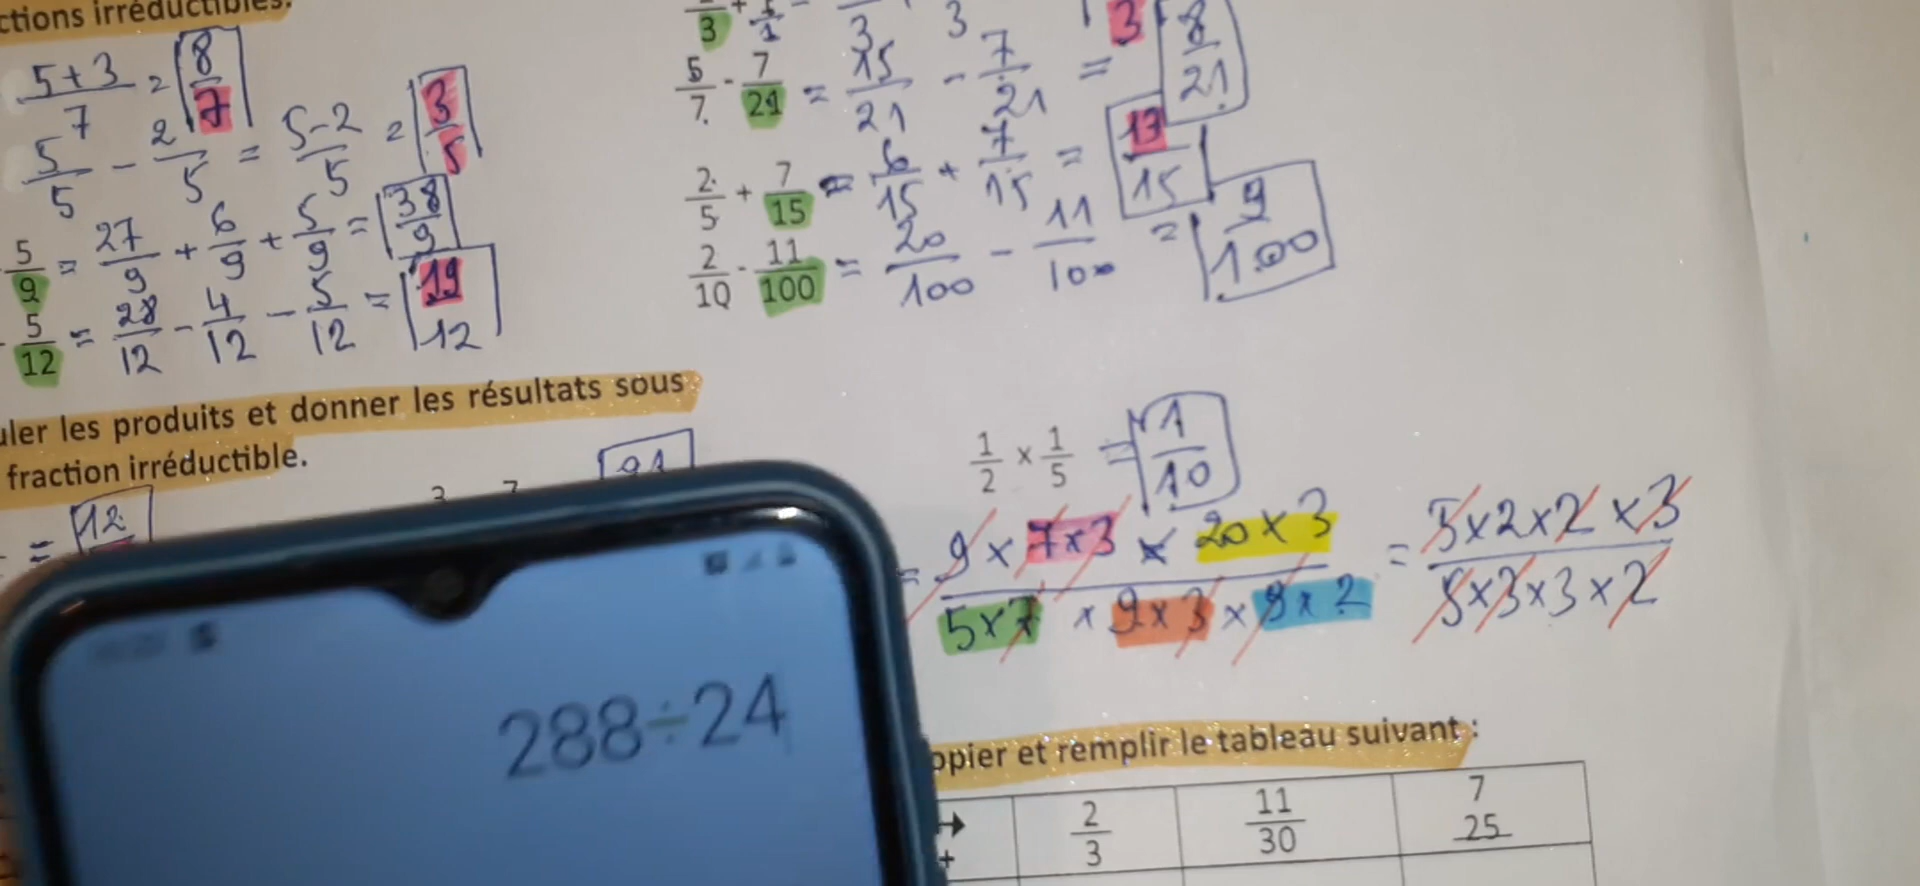 ctions irréductibles.
5+3/7 = 8/7
5/5 - 2/5 = 5-2/5 = 3/5
5/9 = 27/9 + 6/9 + 5/9 = 38/9
- 5/12 = 28/12 - 4/12 - 5/12 = 19/12
5/7 - 7/21 = 15/21 - 7/21 = 8/21
2/5 + 7/15 = 6/15 + 7/15 = 13/15
2/10 - 11/100 = 20/100 - 11/100 = 9/100
uler les produits et donner les résultats sous
fraction irréductible.
= 12
3 7 21
1/2 × 1/5 = 1/10
= 9 × 7×3 × 20×3 / 5×7 × 9×3 × 9×2 = 5×2×2×3 / 5×3×3×2
288÷24
opier et remplir le tableau suivant :
→ 2/3 11/30 7/25
+